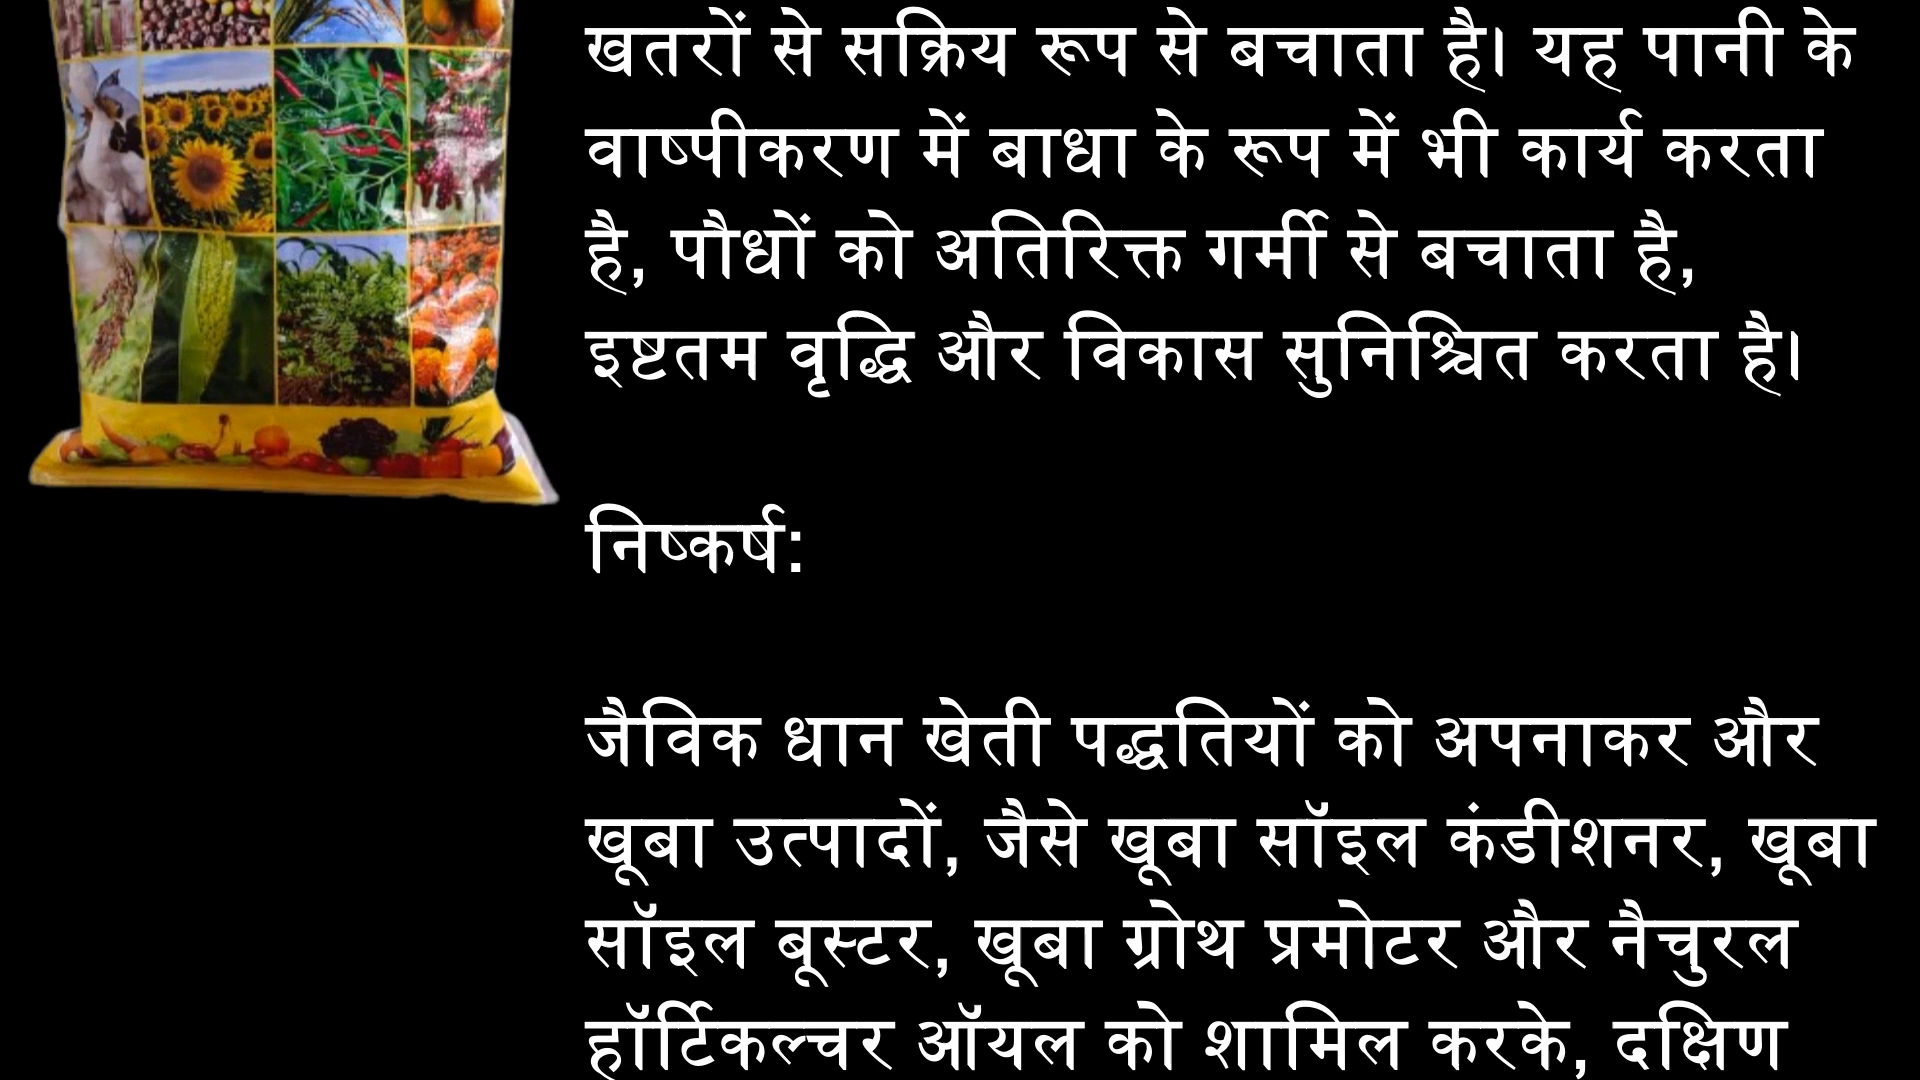 खतरों से सक्रिय रूप से बचाता है। यह पानी के
वाष्पीकरण में बाधा के रूप में भी कार्य करता
है, पौधों को अतिरिक्त गर्मी से बचाता है,
इष्टतम वृद्धि और विकास सुनिश्चित करता है।
निष्कर्ष:
जैविक धान खेती पद्धतियों को अपनाकर और
खूबा उत्पादों, जैसे खूबा सॉइल कंडीशनर, खूबा
सॉइल बूस्टर, खूबा ग्रोथ प्रमोटर और नैचुरल
हॉर्टिकल्चर ऑयल को शामिल करके, दक्षिण